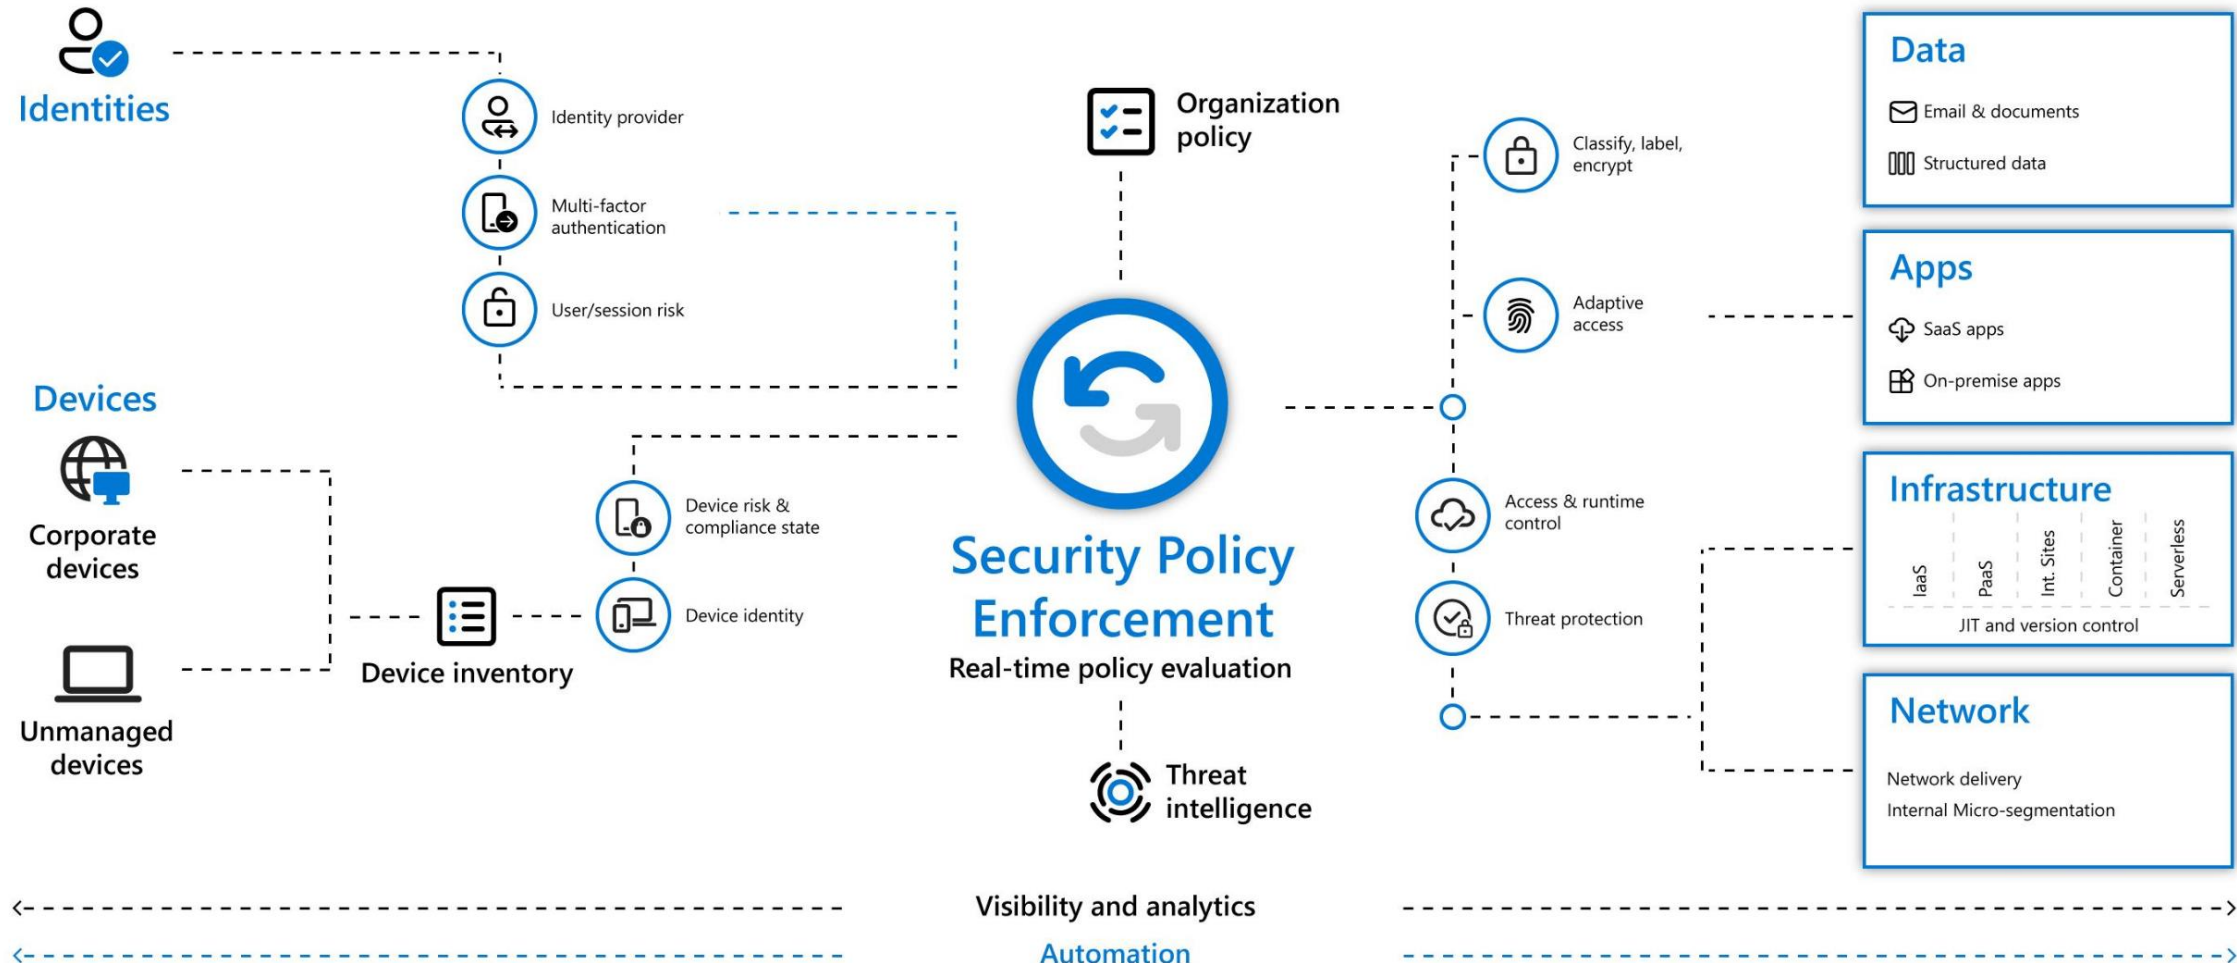 Identities
Identity provider
Multi-factor
authentication
User/session risk
Devices
Corporate
devices
Unmanaged
devices
Device inventory
Device risk &
compliance state
Device identity
Organization
policy
Security Policy
Enforcement
Real-time policy evaluation
Threat
intelligence
Classify, label,
encrypt
Adaptive
access
Access & runtime
control
Threat protection
Data
Email & documents
Structured data
Apps
SaaS apps
On-premise apps
Infrastructure
IaaS
PaaS
Int. Sites
Container
Serverless
JIT and version control
Network
Network delivery
Internal Micro-segmentation
Visibility and analytics
Automation